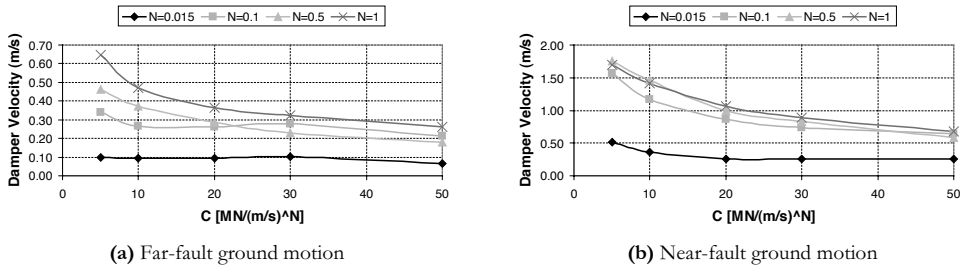 N=0.015 N=0.1 N=0.5 N=1
Damper Velocity (m/s)
0.70
0.60
0.50
0.40
0.30
0.20
0.10
0.00
0 10 20 30 40 50
C [MN/(m/s)^N]
(a) Far-fault ground motion
N=0.015 N=0.1 N=0.5 N=1
Damper Velocity (m/s)
2.00
1.50
1.00
0.50
0.00
0 10 20 30 40 50
C [MN/(m/s)^N]
(b) Near-fault ground motion